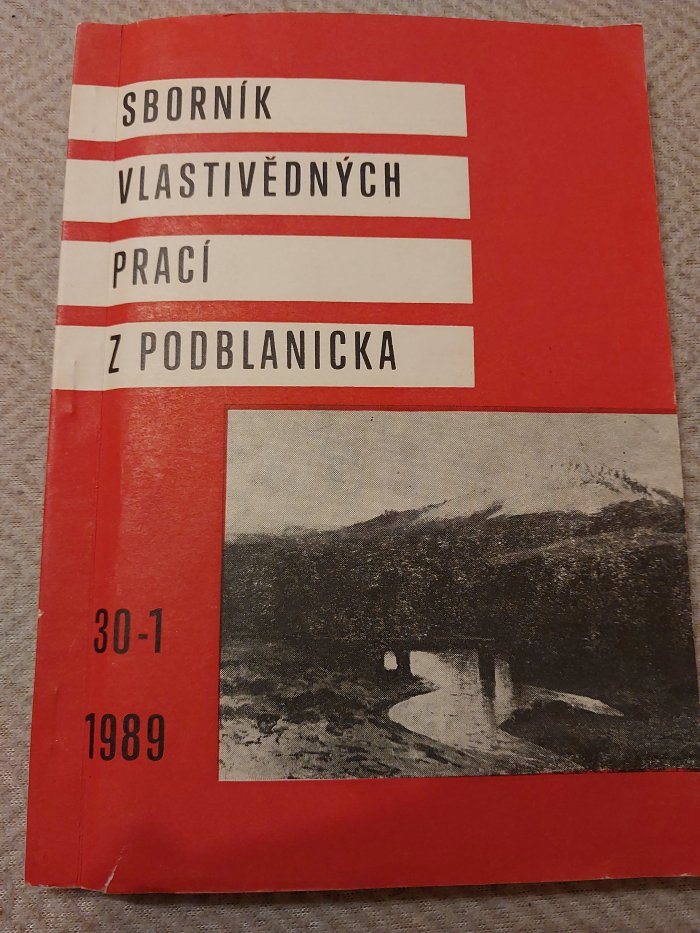 SBORNÍK
VLASTIVĚDNÝCH
PRACÍ
Z PODBLANICKA
30-1
1989